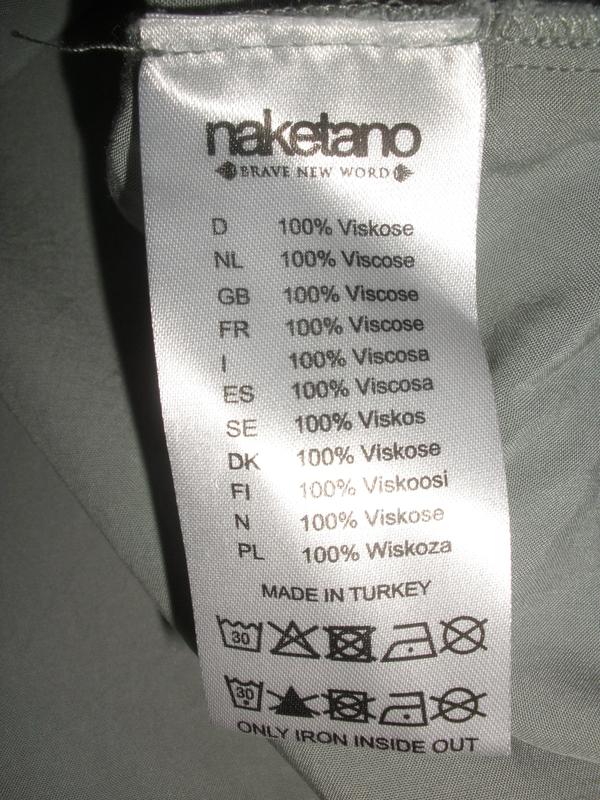 naketano
BRAVE NEW WORD
D 100% Viskose
NL 100% Viscose
GB 100% Viscose
FR 100% Viscose
I 100% Viscosa
ES 100% Viscosa
SE 100% Viskos
DK 100% Viskose
FI 100% Viskoosi
N 100% Viskose
PL 100% Wiskoza
MADE IN TURKEY
30
30
ONLY IRON INSIDE OUT